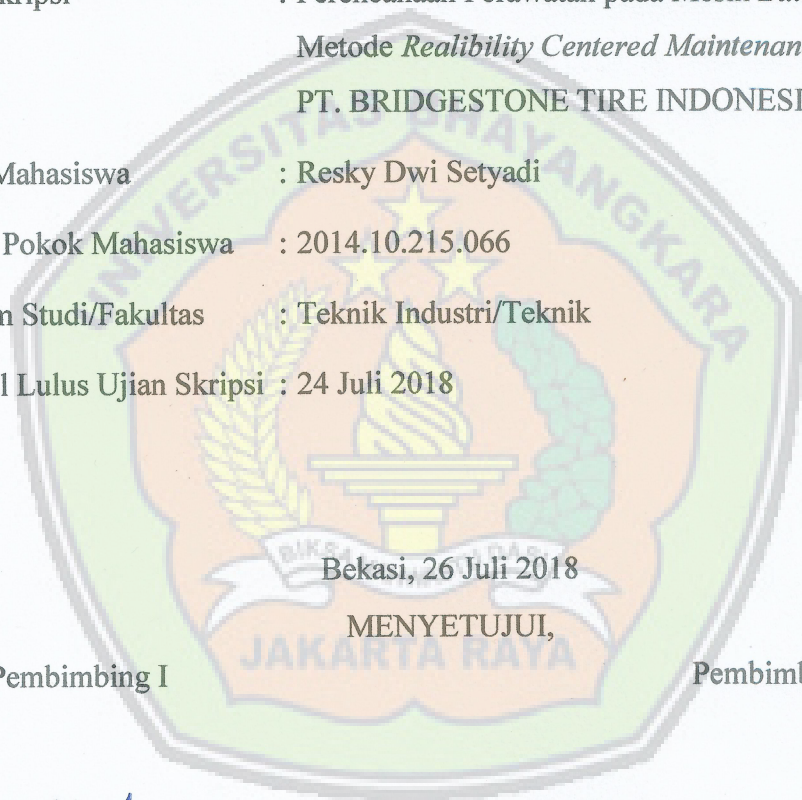 : Perencanaan Perawatan pada Mesin
Metode Realibility Centered Maintenan
PT. BRIDGESTONE TIRE INDONESI
Mahasiswa : Resky Dwi Setyadi
Pokok Mahasiswa : 2014.10.215.066
Studi/Fakultas : Teknik Industri/Teknik
l Lulus Ujian Skripsi : 24 Juli 2018
UNIVERSITAS BHAYANGKARA
JAKARTA RAYA
Bekasi, 26 Juli 2018
MENYETUJUI,
Pembimbing I Pembimb